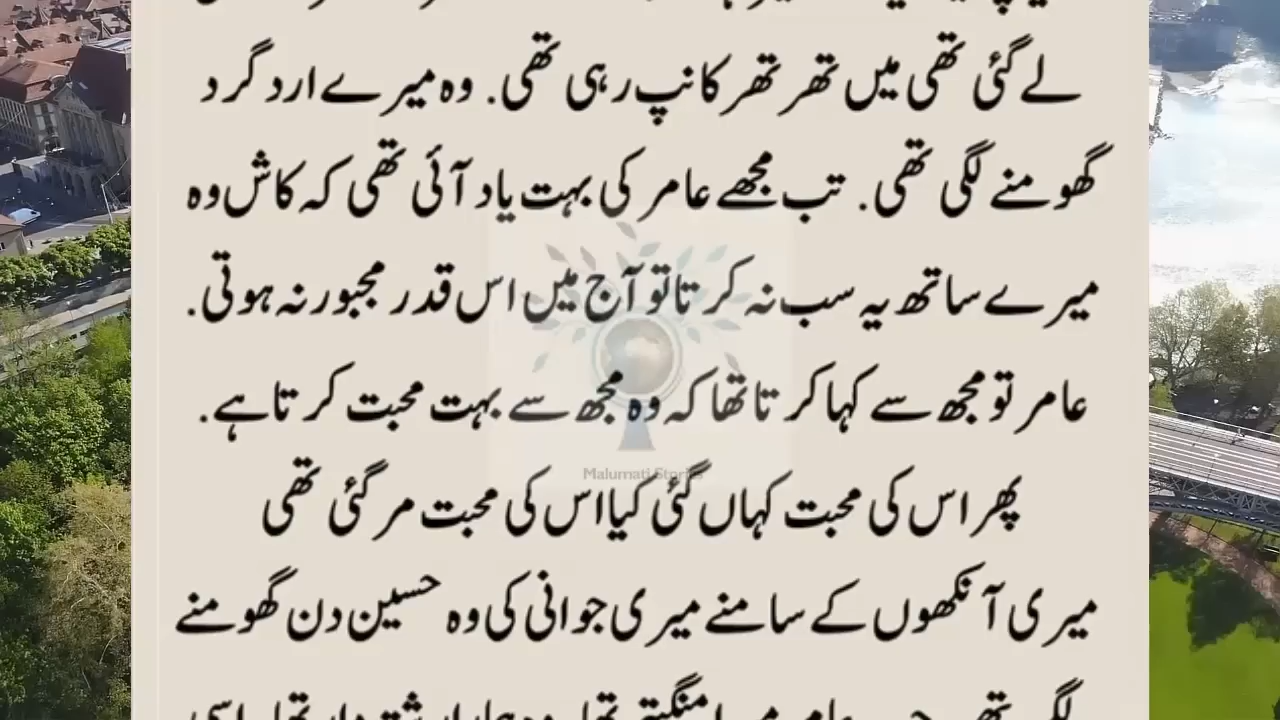 لے گئی تھی میں تھر تھر کانپ رہی تھی. وہ میرے ارد گرد
گھومنے لگی تھی. تب مجھے عامر کی بہت یاد آئی تھی کہ کاش وہ
میرے ساتھ یہ سب نہ کرتا تو آج میں اس قدر مجبور نہ ہوتی.
عامر تو مجھ سے کہا کرتا تھا کہ وہ مجھ سے بہت محبت کرتا ہے.
Malumati Stories
پھر اس کی محبت کہاں گئی کیا اس کی محبت مر گئی تھی
میری آنکھوں کے سامنے میری جوانی کی وہ حسین دن گھومنے